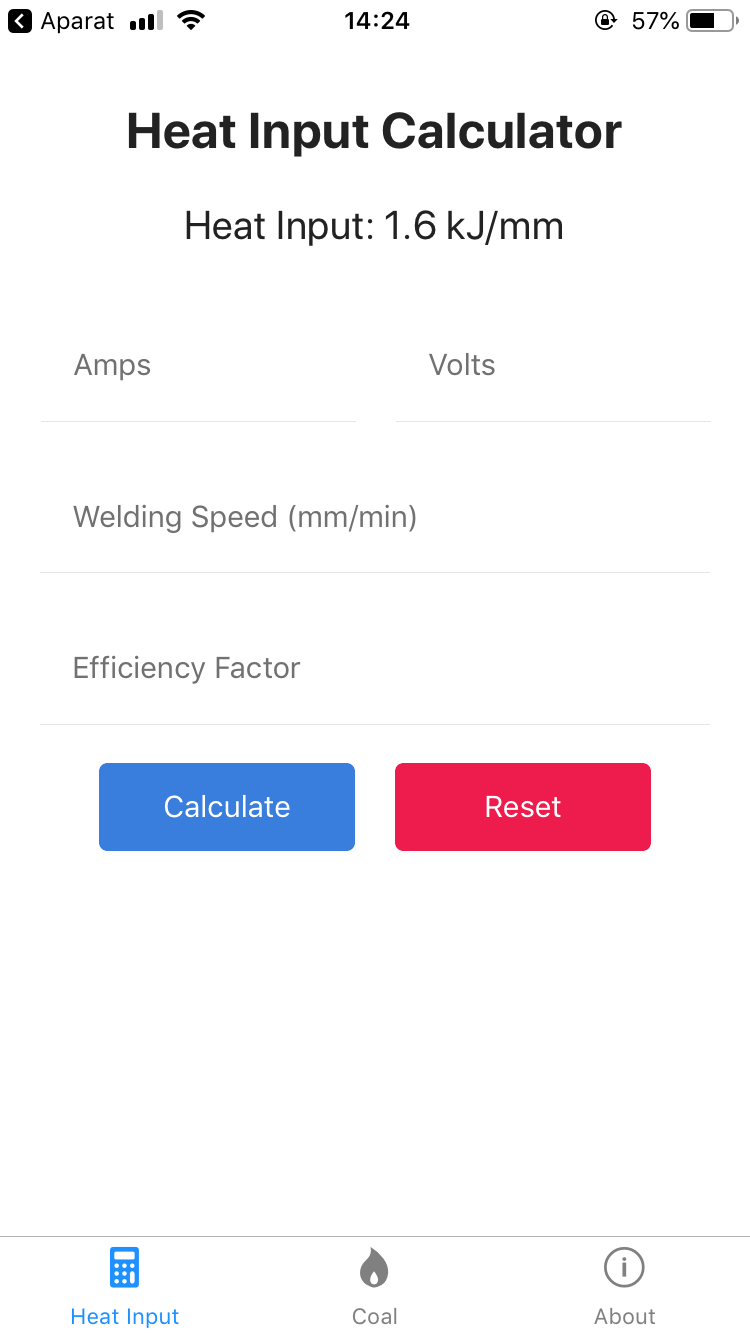 Aparat 14:24 57%
Heat Input Calculator
Heat Input: 1.6 kJ/mm
Amps Volts
Welding Speed (mm/min)
Efficiency Factor
Calculate Reset
Heat Input Coal About